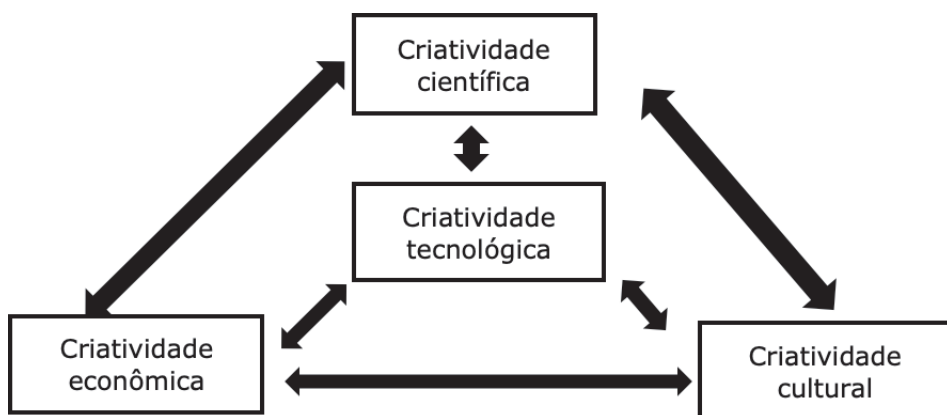 Criatividade
científica
Criatividade
tecnológica
Criatividade
econômica
Criatividade
cultural